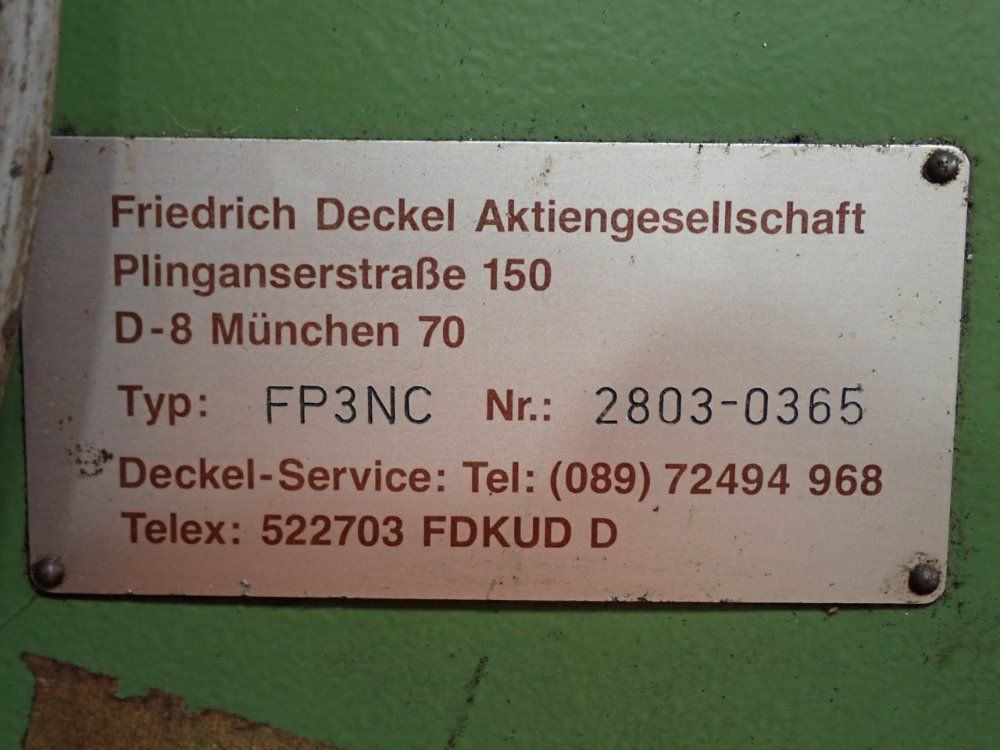 Friedrich Deckel Aktiengesellschaft
Plinganserstraße 150
D-8 München 70
Typ: FP3NC Nr.: 2803-0365
Deckel-Service: Tel: (089) 72494 968
Telex: 522703 FDKUD D